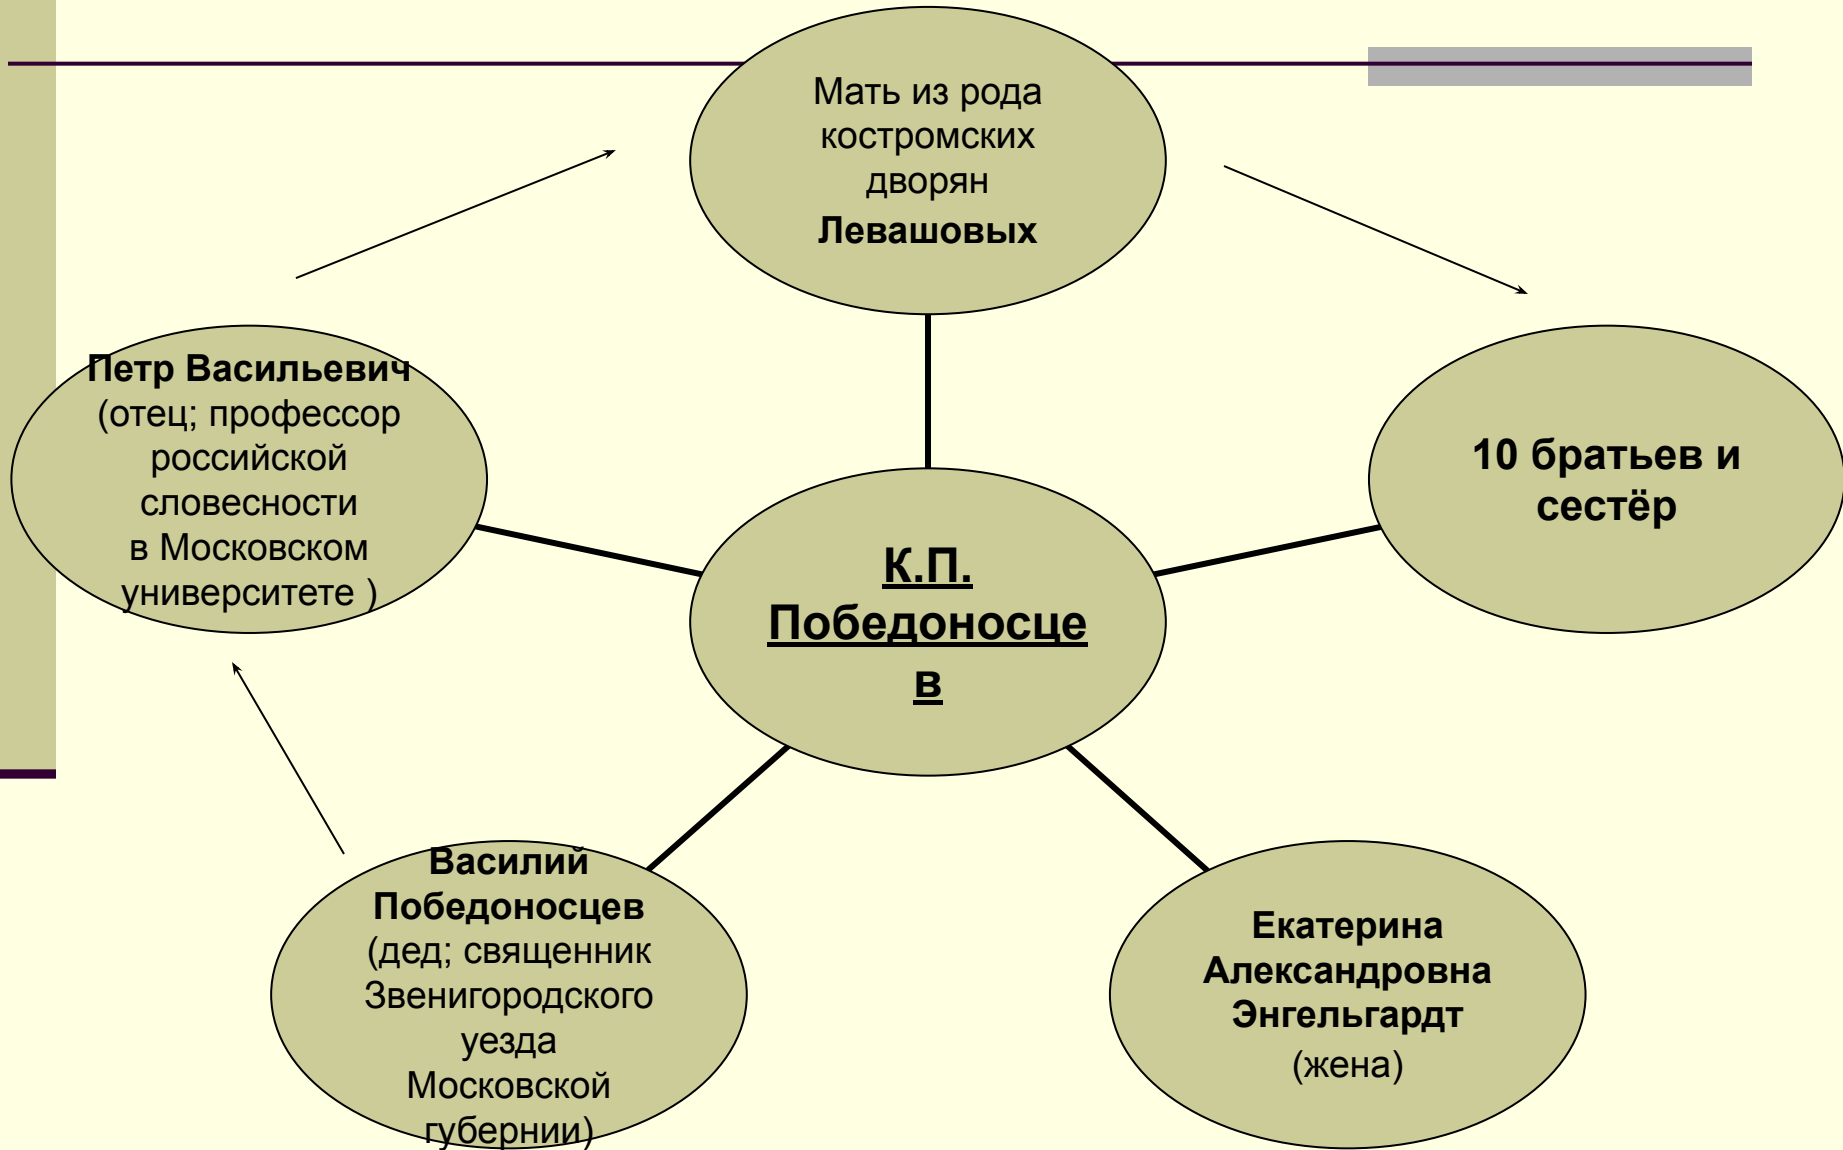 Мать из рода
костромских
дворян
Левашовых
Петр Васильевич
(отец; профессор
российской
словесности
в Московском
университете )
10 братьев и
сестёр
К.П.
Победоносце
в
Василий
Победоносцев
(дед; священник
Звенигородского
уезда
Московской
губернии)
Екатерина
Александровна
Энгельгардт
(жена)